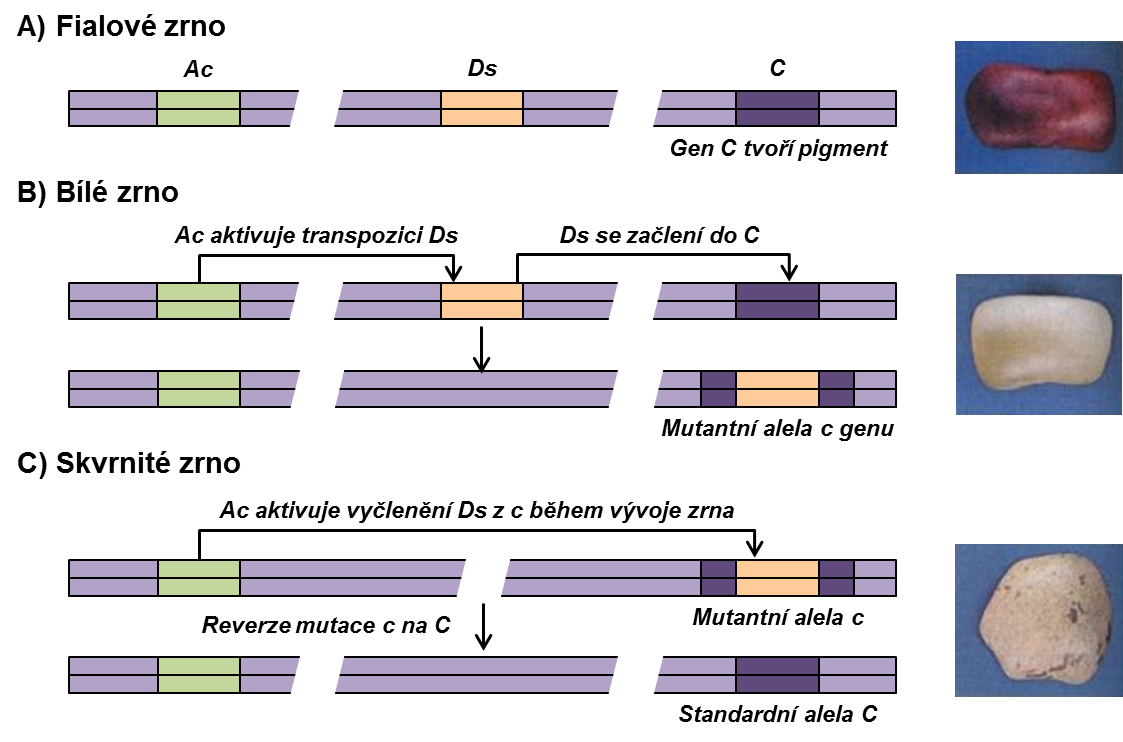 A) Fialové zrno
Ac
Ds
C
Gen C tvoří pigment
B) Bílé zrno
Ac aktivuje transpozici Ds
Ds se začlení do C
Mutantní alela c genu
C) Skvrnité zrno
Ac aktivuje vyčlenění Ds z c během vývoje zrna
Mutantní alela c
Reverze mutace c na C
Standardní alela C